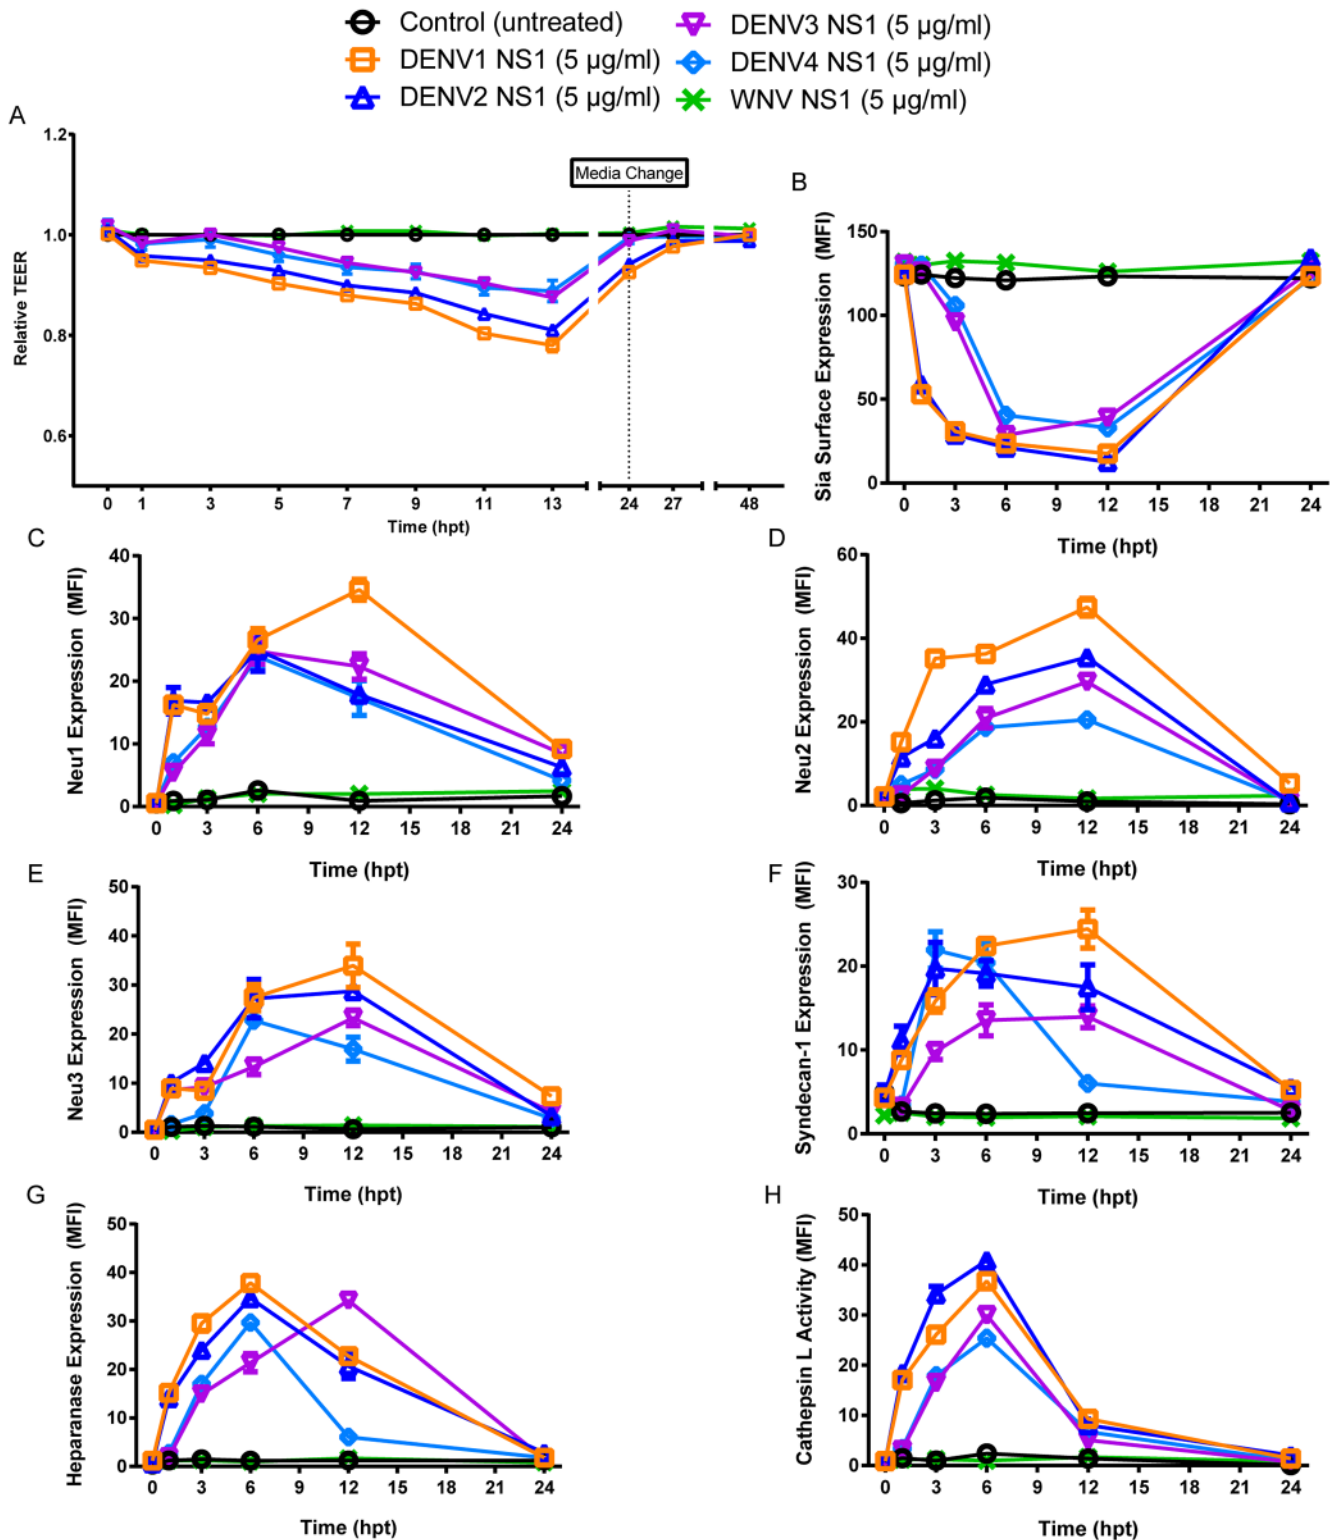 Control (untreated)
DENV1 NS1 (5 µg/ml)
DENV2 NS1 (5 µg/ml)
DENV3 NS1 (5 µg/ml)
DENV4 NS1 (5 µg/ml)
WNV NS1 (5 µg/ml)
A
Relative TEER
1.2
1.0
0.8
0.6
Media Change
0 1 3 5 7 9 11 13 24 27 48
Time (hpt)
B
Sia Surface Expression (MFI)
150
100
50
0
0 3 6 9 12 15 18 21 24
Time (hpt)
C
Neu1 Expression (MFI)
40
30
20
10
0
0 3 6 9 12 15 18 21 24
Time (hpt)
D
Neu2 Expression (MFI)
60
40
20
0
0 3 6 9 12 15 18 21 24
Time (hpt)
E
Neu3 Expression (MFI)
50
40
30
20
10
0
0 3 6 9 12 15 18 21 24
Time (hpt)
F
Syndecan-1 Expression (MFI)
30
20
10
0
0 3 6 9 12 15 18 21 24
Time (hpt)
G
Heparanase Expression (MFI)
50
40
30
20
10
0
0 3 6 9 12 15 18 21 24
Time (hpt)
H
Cathepsin L Activity (MFI)
50
40
30
20
10
0
0 3 6 9 12 15 18 21 24
Time (hpt)